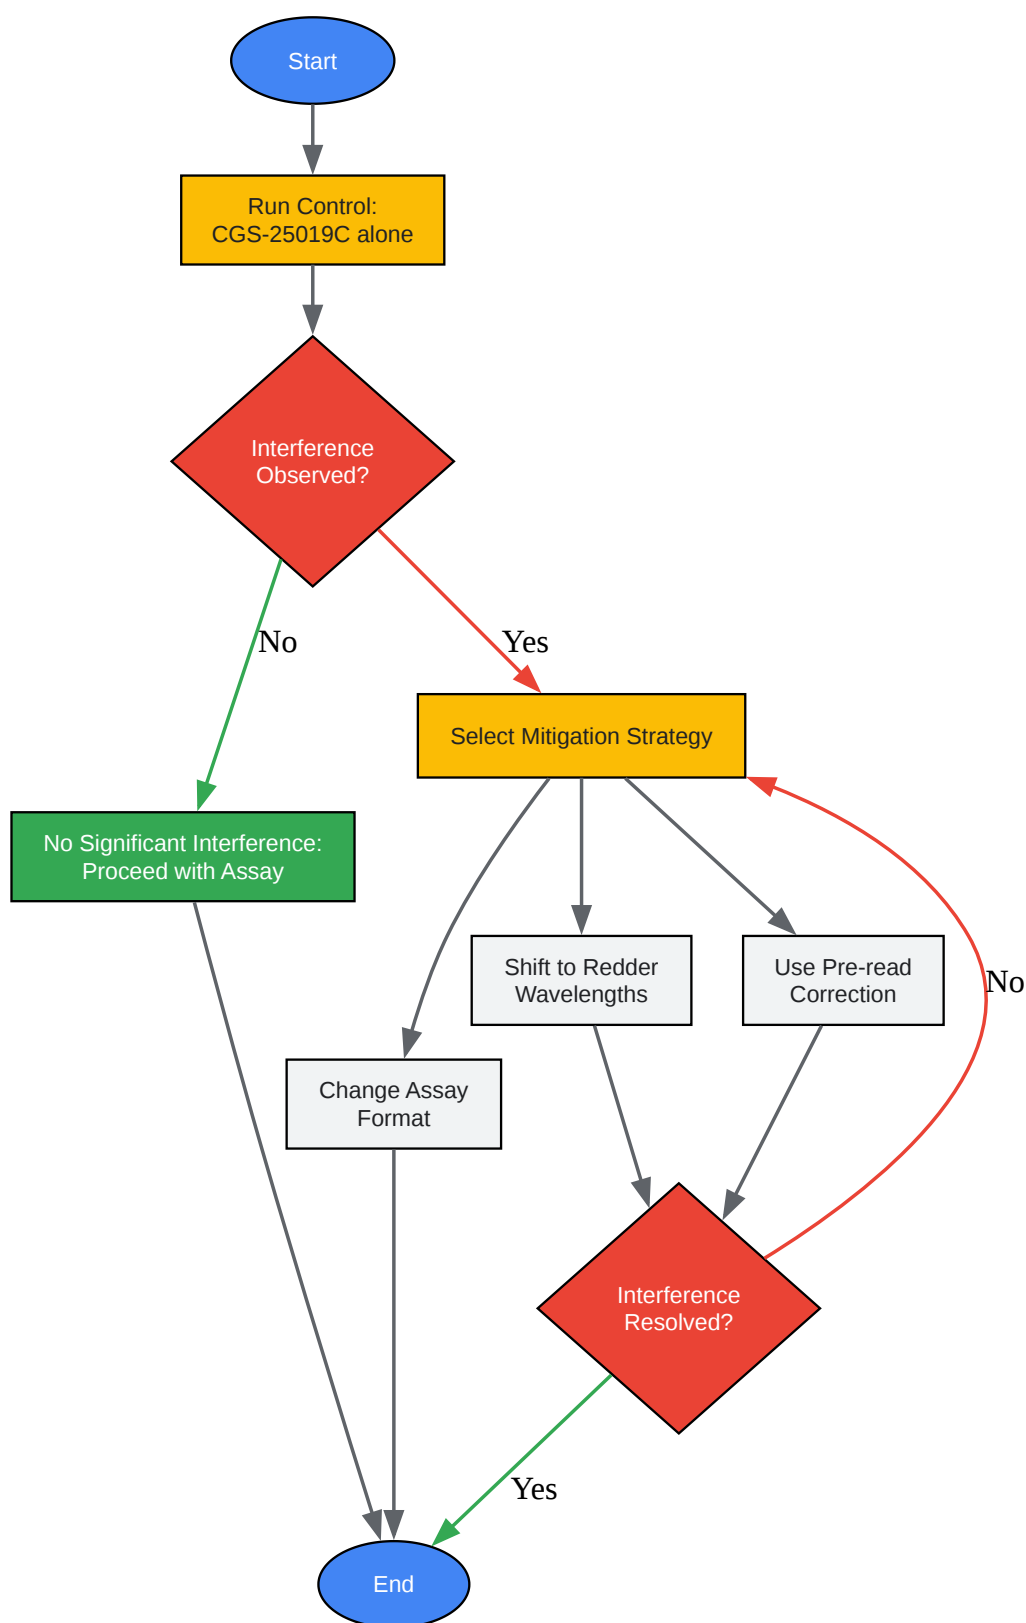 Start
Run Control:
CGS-25019C alone
Interference
Observed?
No
Yes
Select Mitigation Strategy
No Significant Interference:
Proceed with Assay
Shift to Redder
Wavelengths
Use Pre-read
Correction
No
Change Assay
Format
Interference
Resolved?
Yes
End